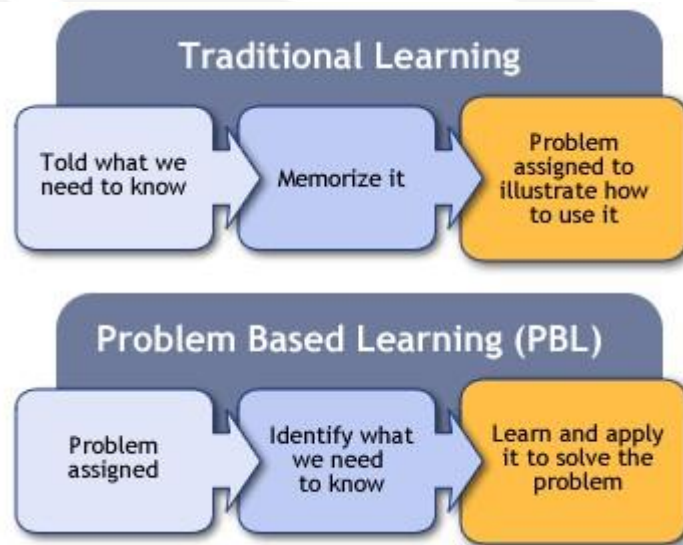 Traditional Learning
Told what we
need to know
Memorize it
Problem
assigned to
illustrate how
to use it
Problem Based Learning (PBL)
Problem
assigned
Identify what
we need
to know
Learn and apply
it to solve the
problem